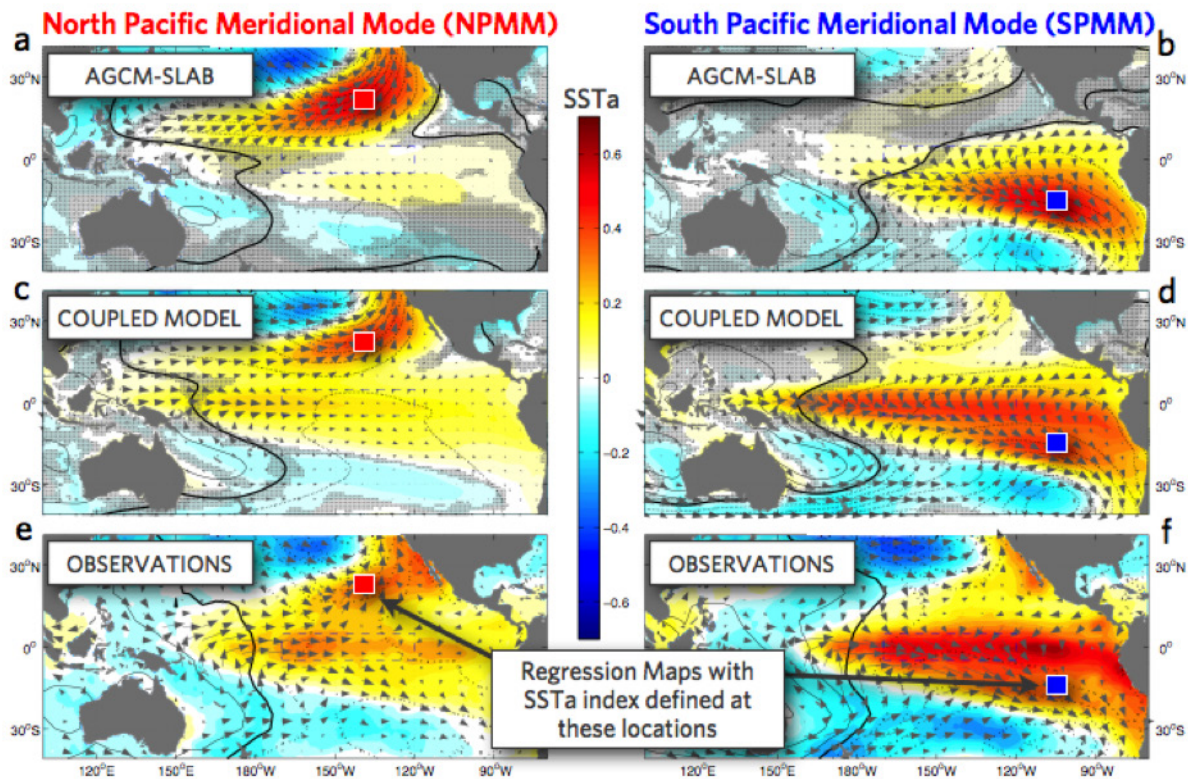 North Pacific Meridional Mode (NPMM)
South Pacific Meridional Mode (SPMM)
a
AGCM-SLAB
30°N
0°
30°S
SSTa
0.6
0.4
0.2
0
−0.2
−0.4
−0.6
b
AGCM-SLAB
30°N
0°
30°S
c
COUPLED MODEL
30°N
0°
30°S
d
COUPLED MODEL
30°N
0°
30°S
e
OBSERVATIONS
30°N
0°
30°S
120°E
150°E
180°W
150°W
120°W
90°W
f
OBSERVATIONS
30°N
0°
30°S
120°E
150°E
180°W
150°W
120°W
90°W
Regression Maps with
SSTa index defined at
these locations